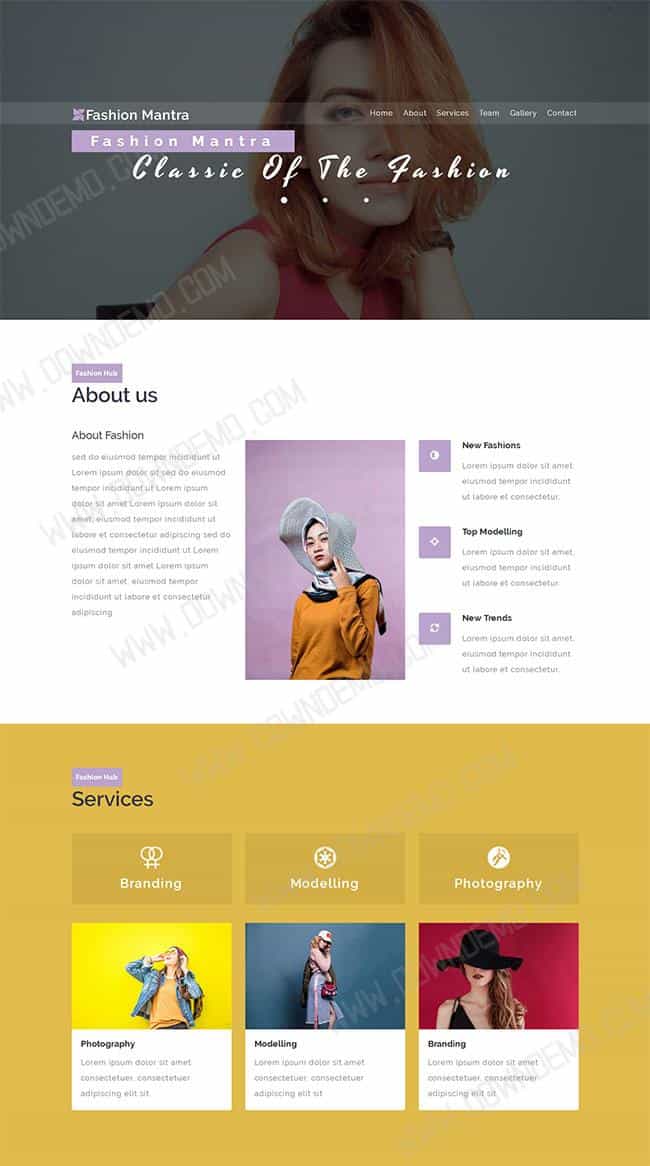 Fashion Mantra
Home About Services Team Gallery Contact
Fashion Mantra
Classic Of The Fashion
Fashion Hub
About us
About Fashion
sed do eiusmod tempor incididunt ut
Lorem ipsum dolor sit sed do eiusmod
tempor incididunt ut Lorem ipsum
tempor incididunt ut Lorem dolor sit
amet, eiusmod tempor incididunt ut
labore et consectetur adipiscing sed do
eiusmod tempor incididunt ut Lorem
ipsum dolor sit amet Lorem ipsum
dolor sit amet, eiusmod tempor
incididunt ut labore et consectetur
adipiscing
New Fashions
Lorem ipsum dolor sit amet,
eiusmod tempor incididunt
ut labore et consectetur.
Top Modelling
Lorem ipsum dolor sit amet,
eiusmod tempor incididunt
ut labore et consectetur.
New Trends
Lorem ipsum dolor sit amet,
eiusmod tempor incididunt
ut labore et consectetur.
Fashion Hub
Services
Branding
Modelling
Photography
Photography
Lorem ipsum dolor sit amet
consectetuer, consectetuer
adipiscing elit sit
Modelling
Lorem ipsum dolor sit amet
consectetuer, consectetuer
adipiscing elit sit
Branding
Lorem ipsum dolor sit amet
consectetuer, consectetuer
adipiscing elit sit
WWW.DOWNDEMO.COM